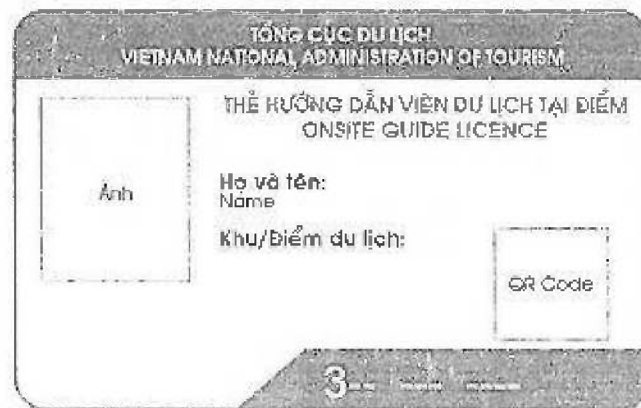 TỔNG CỤC DU LỊCH
VIETNAM NATIONAL ADMINISTRATION OF TOURISM
THẺ HƯỚNG DẪN VIÊN DU LỊCH TẠI ĐIỂM
ONSITE GUIDE LICENCE
Ảnh
Họ và tên:
Name
Khu/Điểm du lịch:
QR Code
3-- --- ----